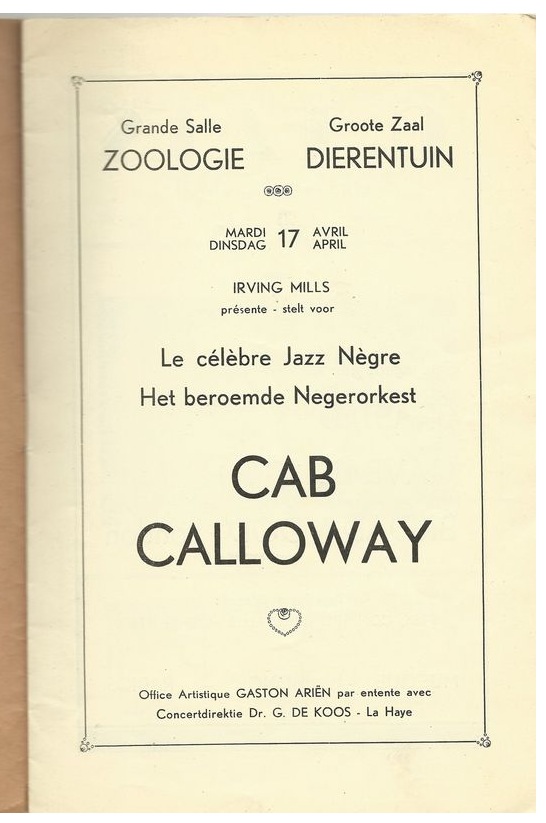 Grande Salle
ZOOLOGIE
Groote Zaal
DIERENTUIN
MARDI 17 AVRIL
DINSDAG APRIL
IRVING MILLS
présente - stelt voor
Le célèbre Jazz Nègre
Het beroemde Negerorkest
CAB
CALLOWAY
Office Artistique GASTON ARIËN par entente avec
Concertdirektie Dr. G. DE KOOS - La Haye